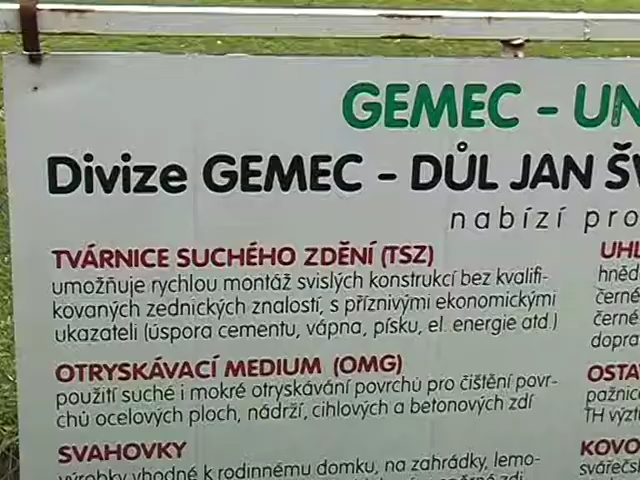 GEMEC - UN
Divize GEMEC - DŮL JAN ŠV
nabízí pro
TVÁRNICE SUCHÉHO ZDĚNÍ (TSZ)
umožňuje rychlou montáž svislých konstrukcí bez kvalifi-
kovaných zednických znalostí, s příznivými ekonomickými
ukazateli (úspora cementu, vápna, písku, el. energie atd.)
OTRYSKÁVACÍ MEDIUM (OMG)
použití suché i mokré otryskávání povrchů pro čištění povr-
chů ocelových ploch, nádrží, cihlových a betonových zdí
SVAHOVKY
výrobky vhodné k rodinnému domku, na zahrádky, lemo-
UHL
hněd
černé
černé
dopra
OSTA
pažnic
TH výzt
KOVO
svářečs